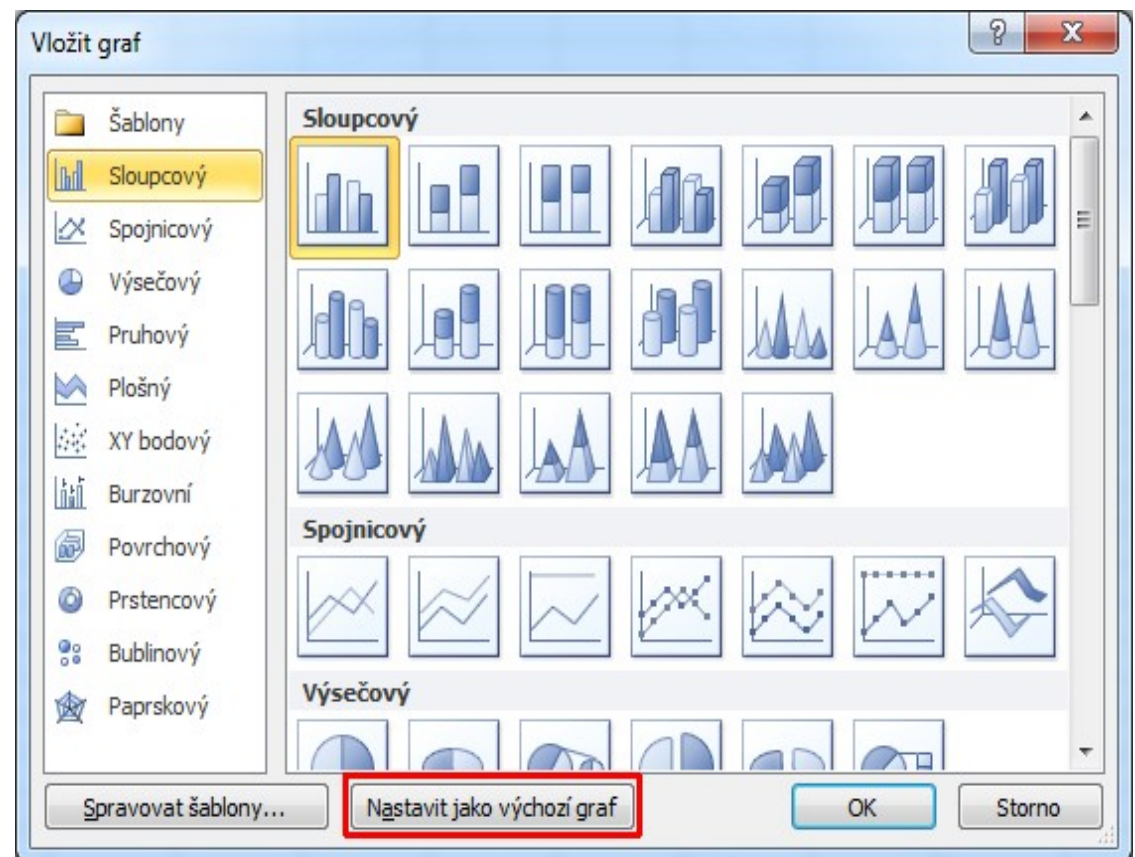 Vložit graf
Šablony
Sloupcový
Spojnicový
Výsečový
Pruhový
Plošný
XY bodový
Burzovní
Povrchový
Prstencový
Bublinový
Paprskový
Sloupcový
Spojnicový
Výsečový
Spravovat šablony...
Nastavit jako výchozí graf
OK
Storno